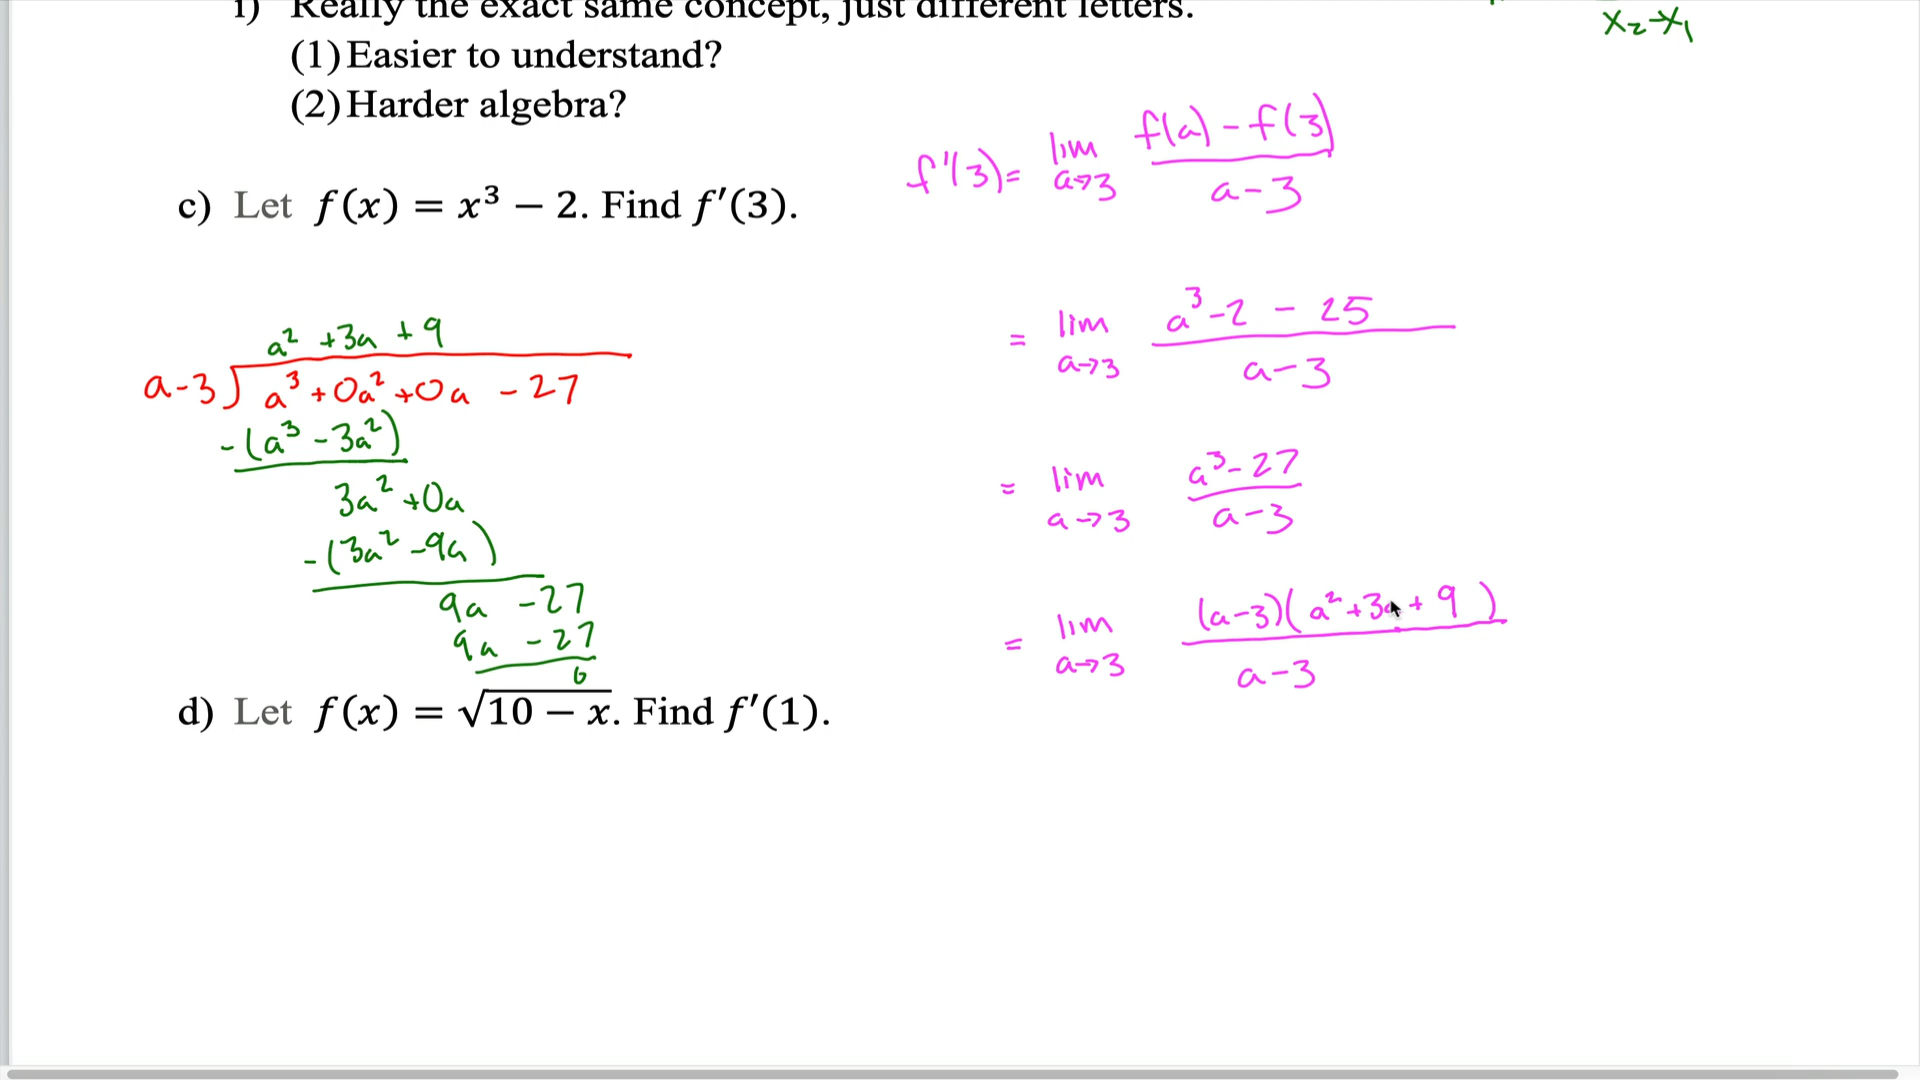 i) Really the exact same concept, just different letters.
x₂-x₁
(1) Easier to understand?
(2) Harder algebra?
f'(3) = lim a→3 (f(a) - f(3))/(a-3)
c) Let f(x) = x³ − 2. Find f′(3).
= lim a→3 (a³-2 - 25)/(a-3)
a² +3a +9
a-3 ) a³ +0a² +0a -27
-(a³ -3a²)
3a² +0a
-(3a² -9a)
9a -27
9a -27
0
= lim a→3 (a³-27)/(a-3)
= lim a→3 ((a-3)(a²+3a+9))/(a-3)
d) Let f(x) = √(10 − x). Find f′(1).